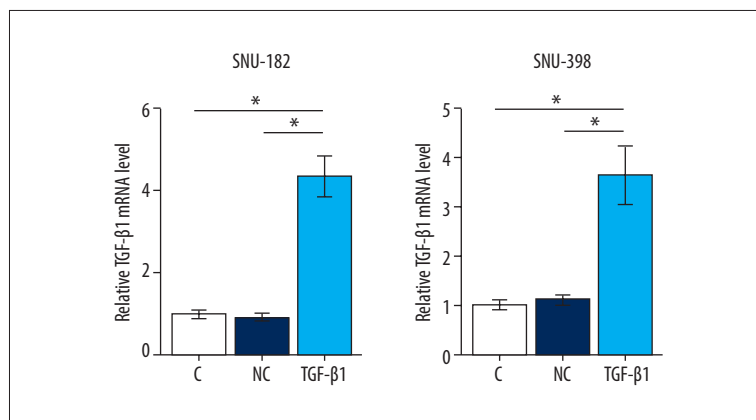 SNU-182
6
4
2
0
Relative TGF-β1 mRNA level
*
*
C NC TGF-β1
SNU-398
5
4
3
2
1
0
Relative TGF-β1 mRNA level
*
*
C NC TGF-β1